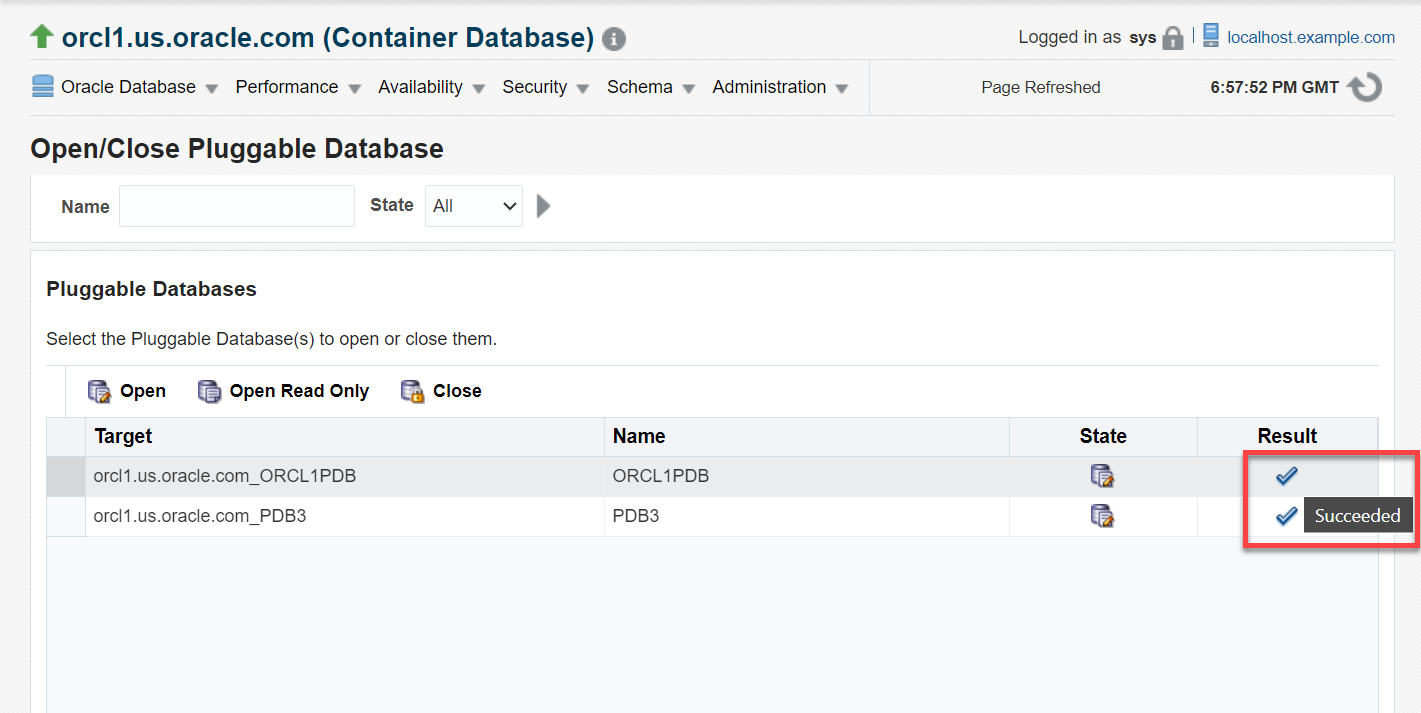 orcl1.us.oracle.com (Container Database)
Logged in as sys
localhost.example.com
Oracle Database
Performance
Availability
Security
Schema
Administration
Page Refreshed
6:57:52 PM GMT
Open/Close Pluggable Database
Name
State
All
Pluggable Databases
Select the Pluggable Database(s) to open or close them.
Open
Open Read Only
Close
Target
Name
State
Result
orcl1.us.oracle.com_ORCL1PDB
ORCL1PDB
orcl1.us.oracle.com_PDB3
PDB3
Succeeded